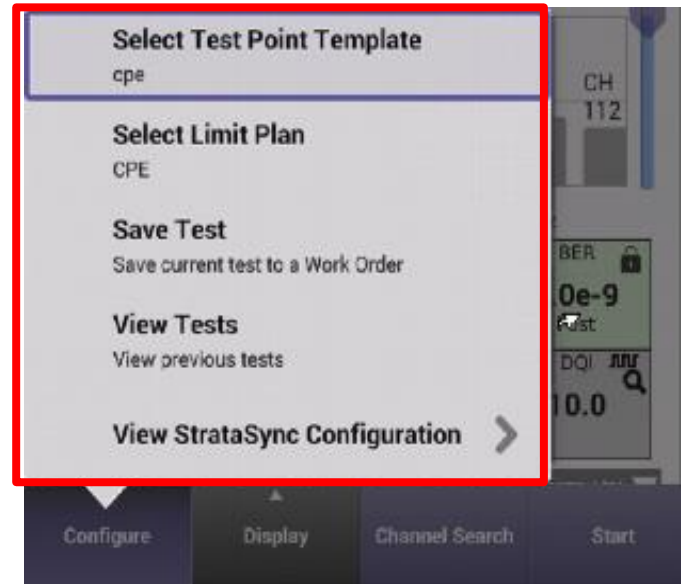 Select Test Point Template
cpe
Select Limit Plan
CPE
Save Test
Save current test to a Work Order
View Tests
View previous tests
View StrataSync Configuration
CH
112
BER
0e-9
DQI
10.0
Configure
Display
Channel Search
Start